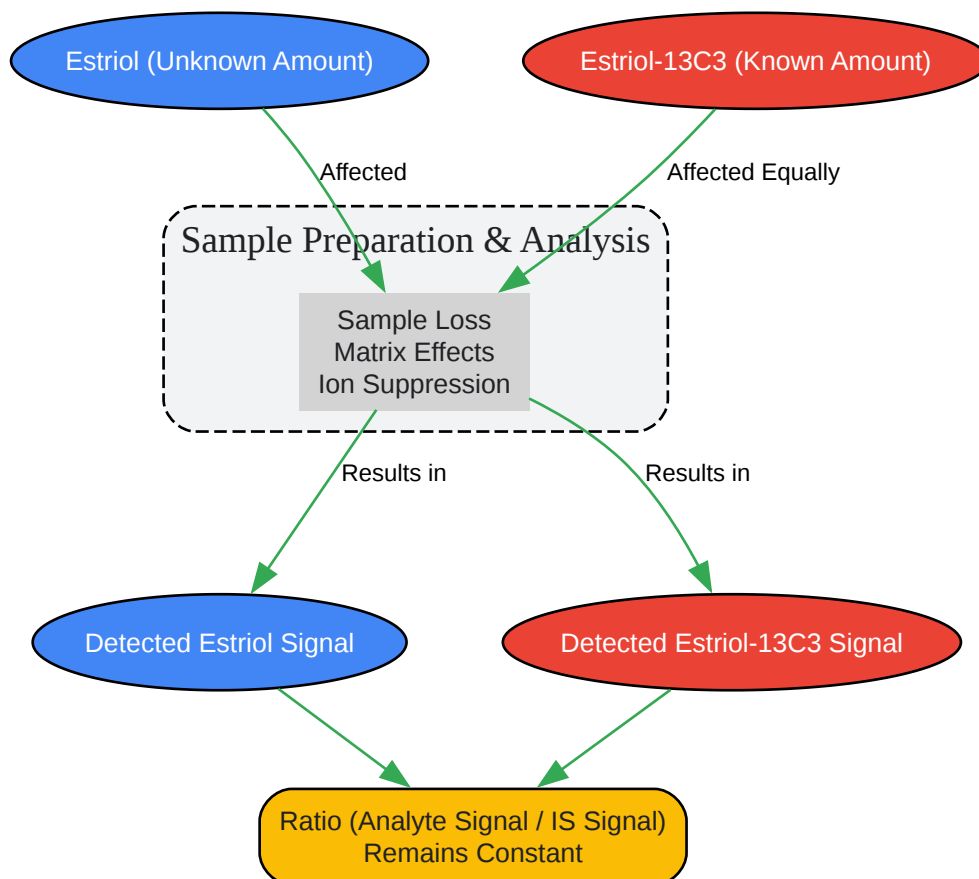 Estriol (Unknown Amount)
Estriol-13C3 (Known Amount)
Affected
Affected Equally
Sample Preparation & Analysis
Sample Loss
Matrix Effects
Ion Suppression
Results in
Results in
Detected Estriol Signal
Detected Estriol-13C3 Signal
Ratio (Analyte Signal / IS Signal)
Remains Constant